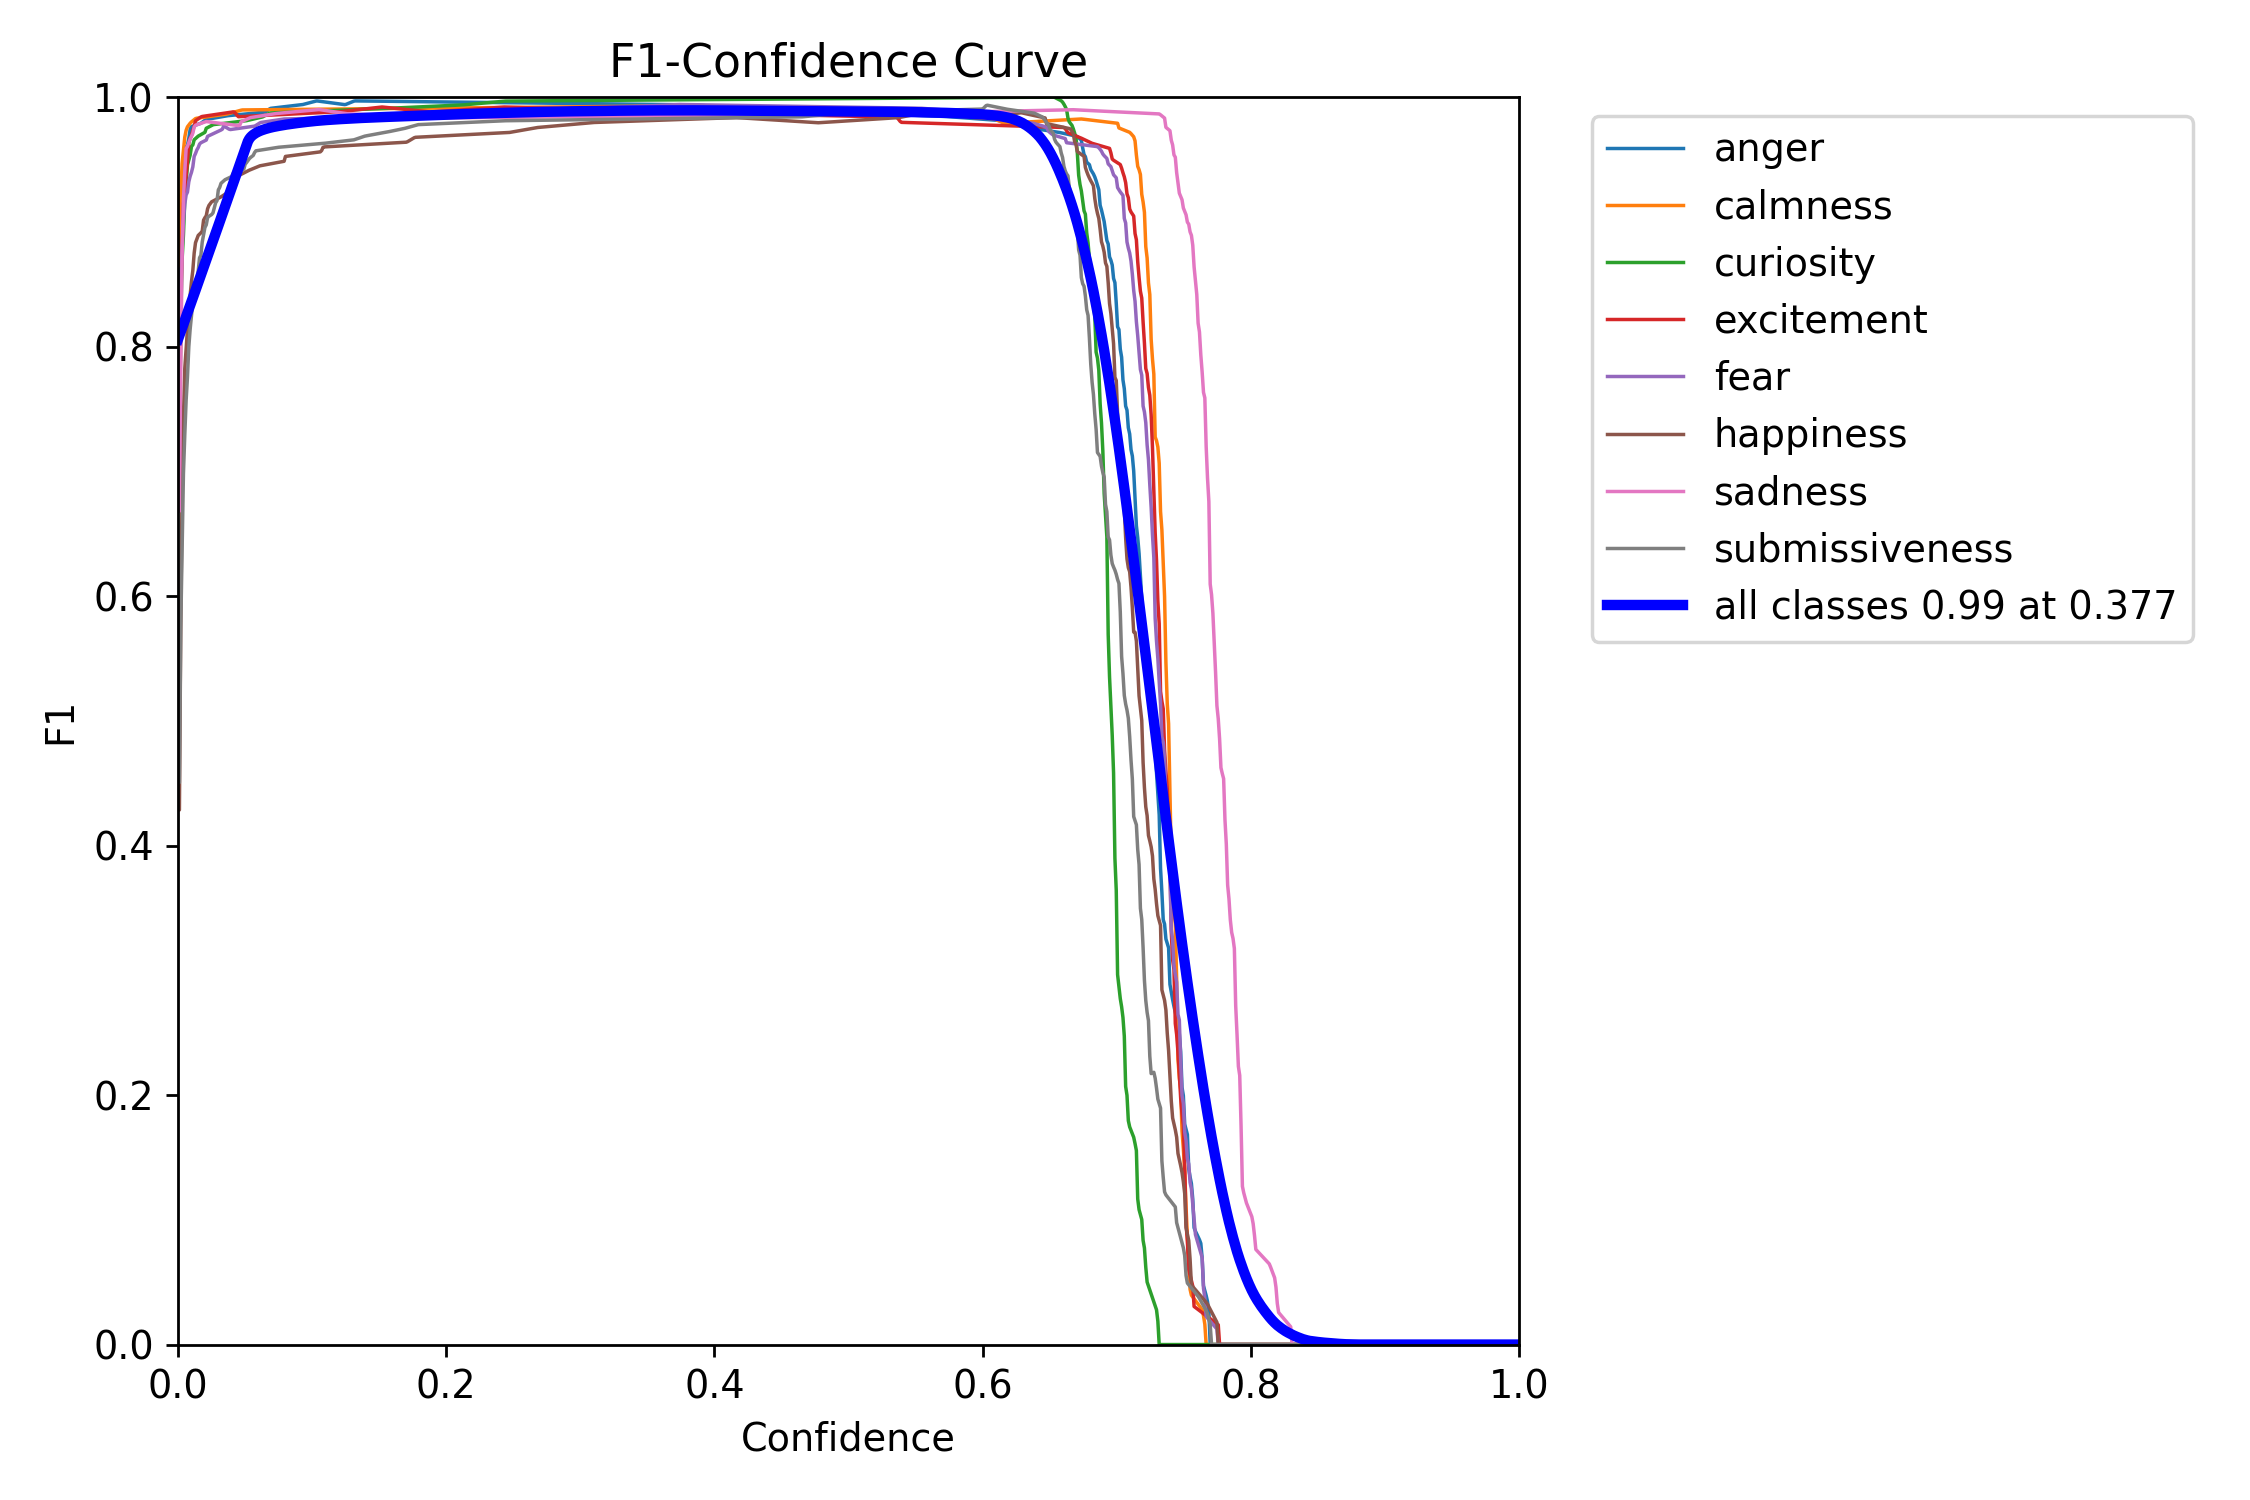 F1-Confidence Curve
1.0
0.8
0.6
0.4
0.2
0.0
F1
0.0 0.2 0.4 0.6 0.8 1.0
Confidence
anger
calmness
curiosity
excitement
fear
happiness
sadness
submissiveness
all classes 0.99 at 0.377